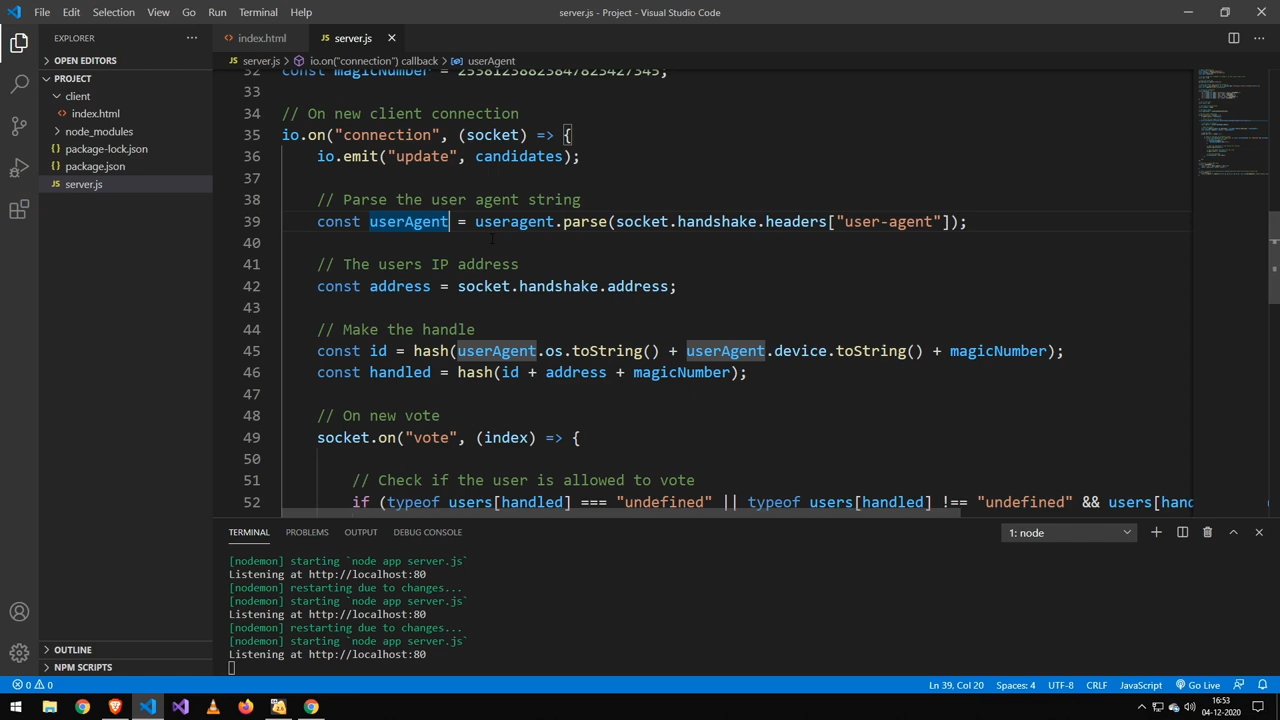 File Edit Selection View Go Run Terminal Help
server.js - Project - Visual Studio Code
EXPLORER
OPEN EDITORS
PROJECT
client
index.html
node_modules
package-lock.json
package.json
JS server.js
OUTLINE
NPM SCRIPTS
index.html
JS server.js
JS server.js > io.on("connection") callback > userAgent
32 const magicNumber = 25381238823847823427345;
33
34 // On new client connection
35 io.on("connection", (socket) => {
36 io.emit("update", candidates);
37
38 // Parse the user agent string
39 const userAgent = useragent.parse(socket.handshake.headers["user-agent"]);
40
41 // The users IP address
42 const address = socket.handshake.address;
43
44 // Make the handle
45 const id = hash(userAgent.os.toString() + userAgent.device.toString() + magicNumber);
46 const handled = hash(id + address + magicNumber);
47
48 // On new vote
49 socket.on("vote", (index) => {
50
51 // Check if the user is allowed to vote
52 if (typeof users[handled] === "undefined" || typeof users[handled] !== "undefined" && users[hand
TERMINAL PROBLEMS OUTPUT DEBUG CONSOLE
1: node
[nodemon] starting `node app server.js`
Listening at http://localhost:80
[nodemon] restarting due to changes...
[nodemon] starting `node app server.js`
Listening at http://localhost:80
[nodemon] restarting due to changes...
[nodemon] starting `node app server.js`
Listening at http://localhost:80
0 0
Ln 39, Col 20 Spaces: 4 UTF-8 CRLF JavaScript Go Live
16:53
04-12-2020